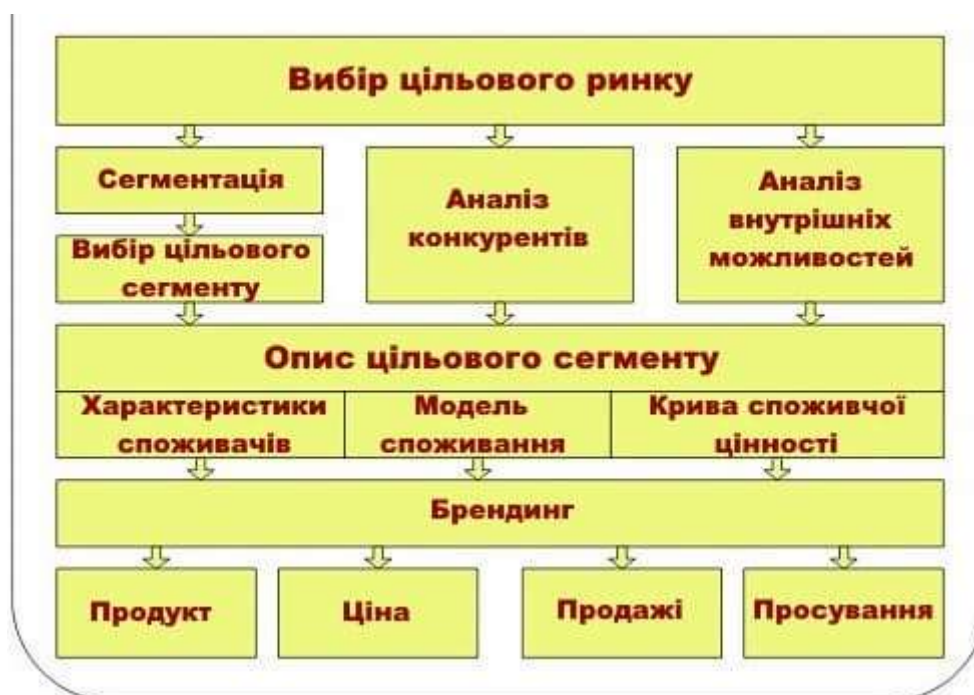 Вибір цільового ринку
Сегментація
Вибір цільового
сегменту
Аналіз
конкурентів
Аналіз
внутрішніх
можливостей
Опис цільового сегменту
Характеристики
споживачів
Модель
споживання
Крива споживчої
цінності
Брендинг
Продукт
Ціна
Продажі
Просування